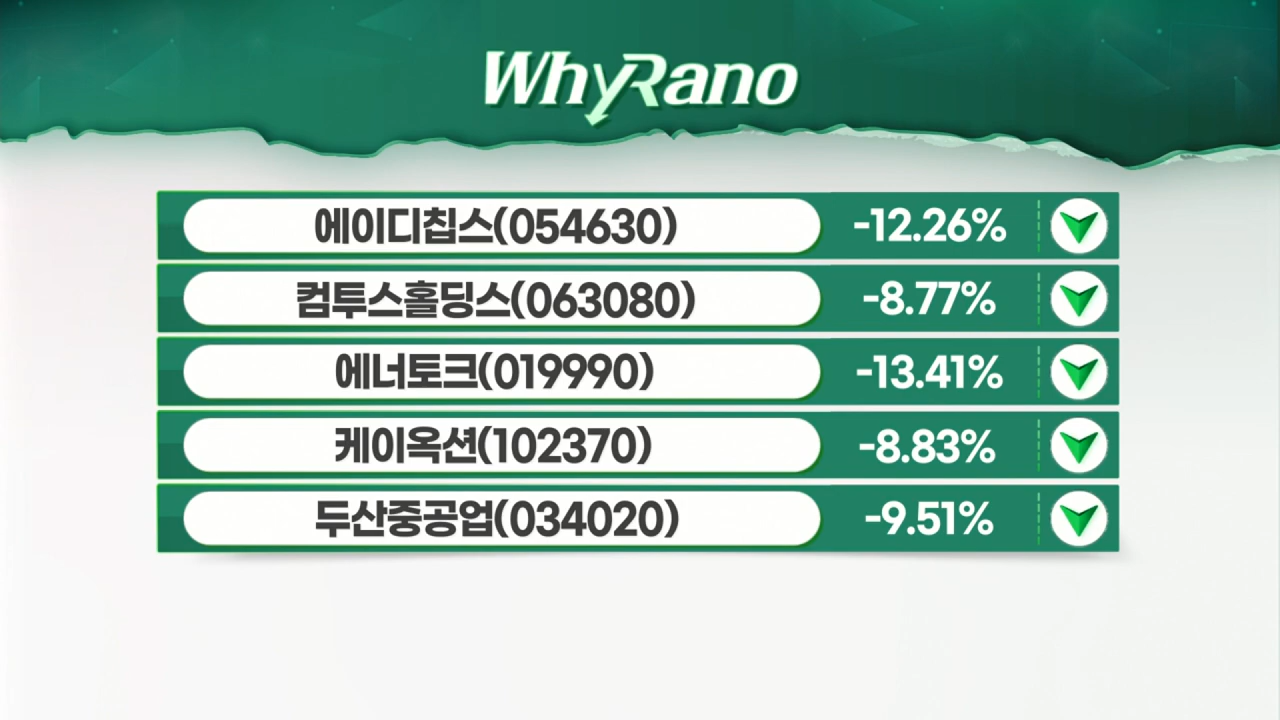 WhyRano
에이디칩스(054630) -12.26%
컴투스홀딩스(063080) -8.77%
에너토크(019990) -13.41%
케이옥션(102370) -8.83%
두산중공업(034020) -9.51%